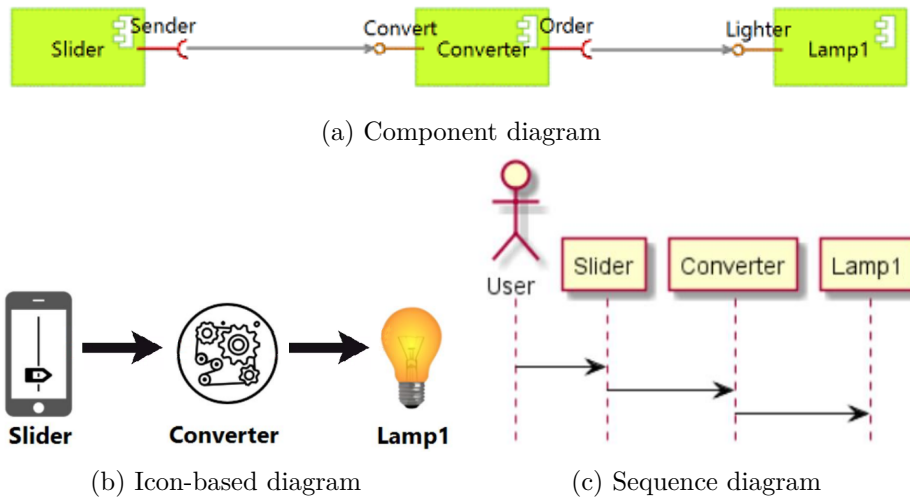 Sender Convert Order Lighter
Slider Converter Lamp1
(a) Component diagram
Slider Converter Lamp1
(b) Icon-based diagram
User Slider Converter Lamp1
(c) Sequence diagram